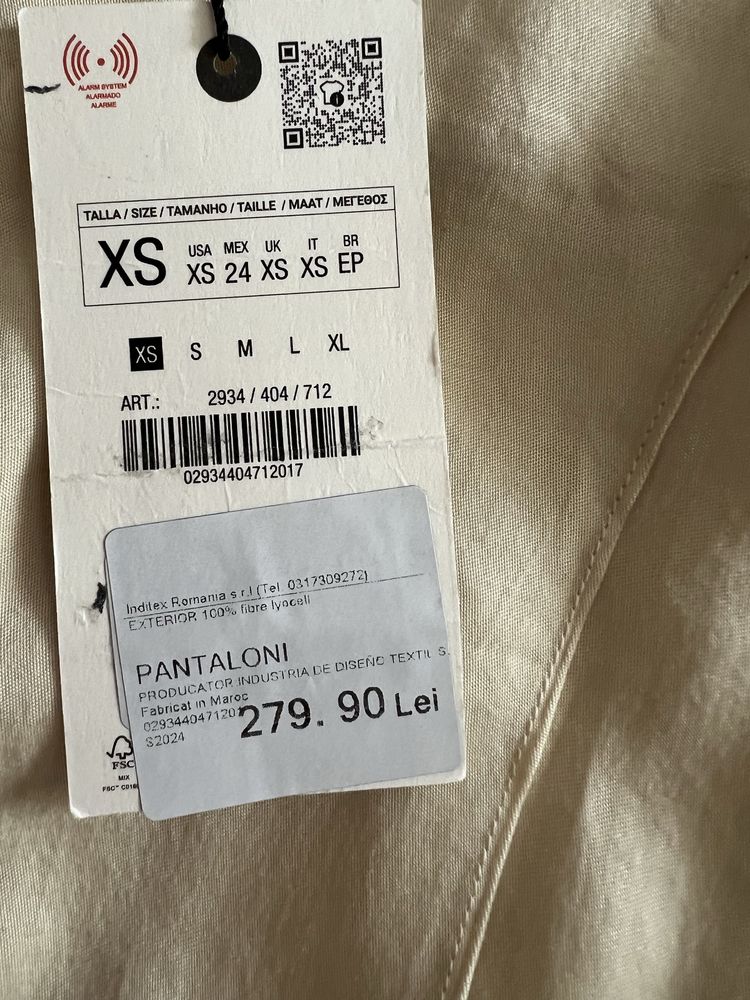 ALARM SYSTEM
ALARMADO
ALARME
TALLA / SIZE / TAMANHO / TAILLE / MAAT / ΜΕΓΕΘΟΣ
XS
USA MEX UK IT BR
XS 24 XS XS EP
XS S M L XL
ART.: 2934 / 404 / 712
02934404712017
Inditex Romania s.r.l (Tel. 0317309272)
EXTERIOR 100% fibre lyocell
PANTALONI
PRODUCATOR INDUSTRIA DE DISEÑO TEXTIL S.
Fabricat in Maroc
0293440471201
279. 90 Lei
S2024
FSC
MIX